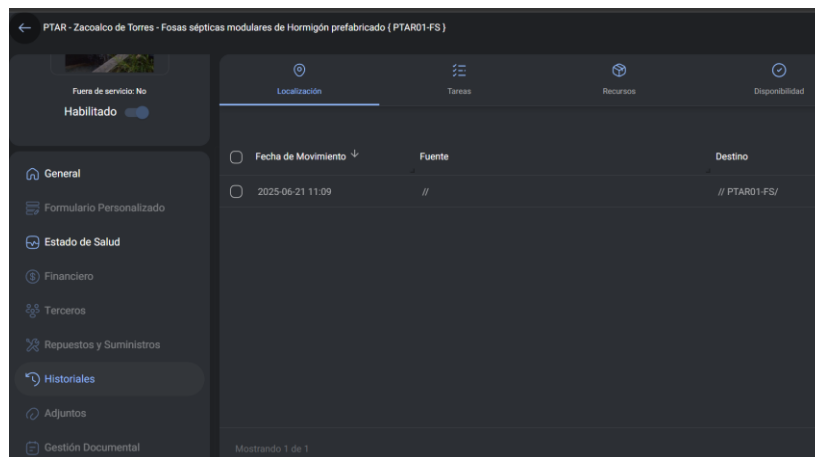 PTAR - Zacoalco de Torres - Fosas sépticas modulares de Hormigón prefabricado { PTAR01-FS }
Fuera de servicio: No
Habilitado
General
Formulario Personalizado
Estado de Salud
Financiero
Terceros
Repuestos y Suministros
Historiales
Adjuntos
Gestión Documental
Localización
Tareas
Recursos
Disponibilidad
Fecha de Movimiento
Fuente
Destino
2025-06-21 11:09
//
// PTAR01-FS/
Mostrando 1 de 1